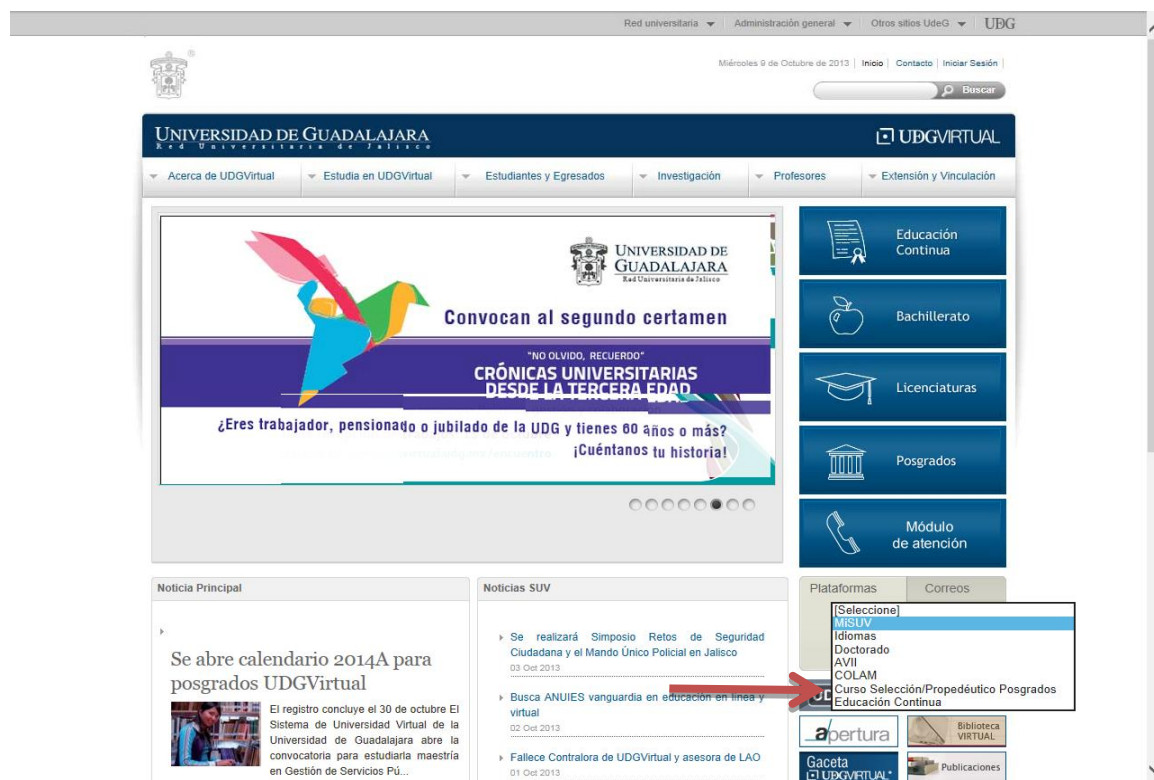 Red universitaria Administración general Otros sitios UdeG UDG
Miércoles 9 de Octubre de 2013 | Inicio | Contacto | Iniciar Sesión |
Buscar
UNIVERSIDAD DE GUADALAJARA
Red Universitaria de Jalisco
UDGVIRTUAL
Acerca de UDGVirtual Estudia en UDGVirtual Estudiantes y Egresados Investigación Profesores Extensión y Vinculación
UNIVERSIDAD DE
GUADALAJARA
Red Universitaria de Jalisco
Convocan al segundo certamen
"NO OLVIDO, RECUERDO"
CRÓNICAS UNIVERSITARIAS
DESDE LA TERCERA EDAD
¿Eres trabajador, pensionado o jubilado de la UDG y tienes 60 años o más?
¡Cuéntanos tu historia!
Educación
Continua
Bachillerato
Licenciaturas
Posgrados
Módulo
de atención
Noticia Principal
Se abre calendario 2014A para
posgrados UDGVirtual
El registro concluye el 30 de octubre El
Sistema de Universidad Virtual de la
Universidad de Guadalajara abre la
convocatoria para estudiarla maestría
en Gestión de Servicios Pú...
Noticias SUV
Se realizará Simposio Retos de Seguridad
Ciudadana y el Mando Único Policial en Jalisco
03 Oct 2013
Busca ANUIES vanguardia en educación en línea y
virtual
02 Oct 2013
Fallece Contralora de UDGVirtual y asesora de LAO
01 Oct 2013
Plataformas Correos
[Seleccione]
MiSUV
Idiomas
Doctorado
AVII
COLAM
Curso Selección/Propedéutico Posgrados
Educación Continua
apertura
Biblioteca
VIRTUAL
Gaceta
UDGVIRTUAL
Publicaciones